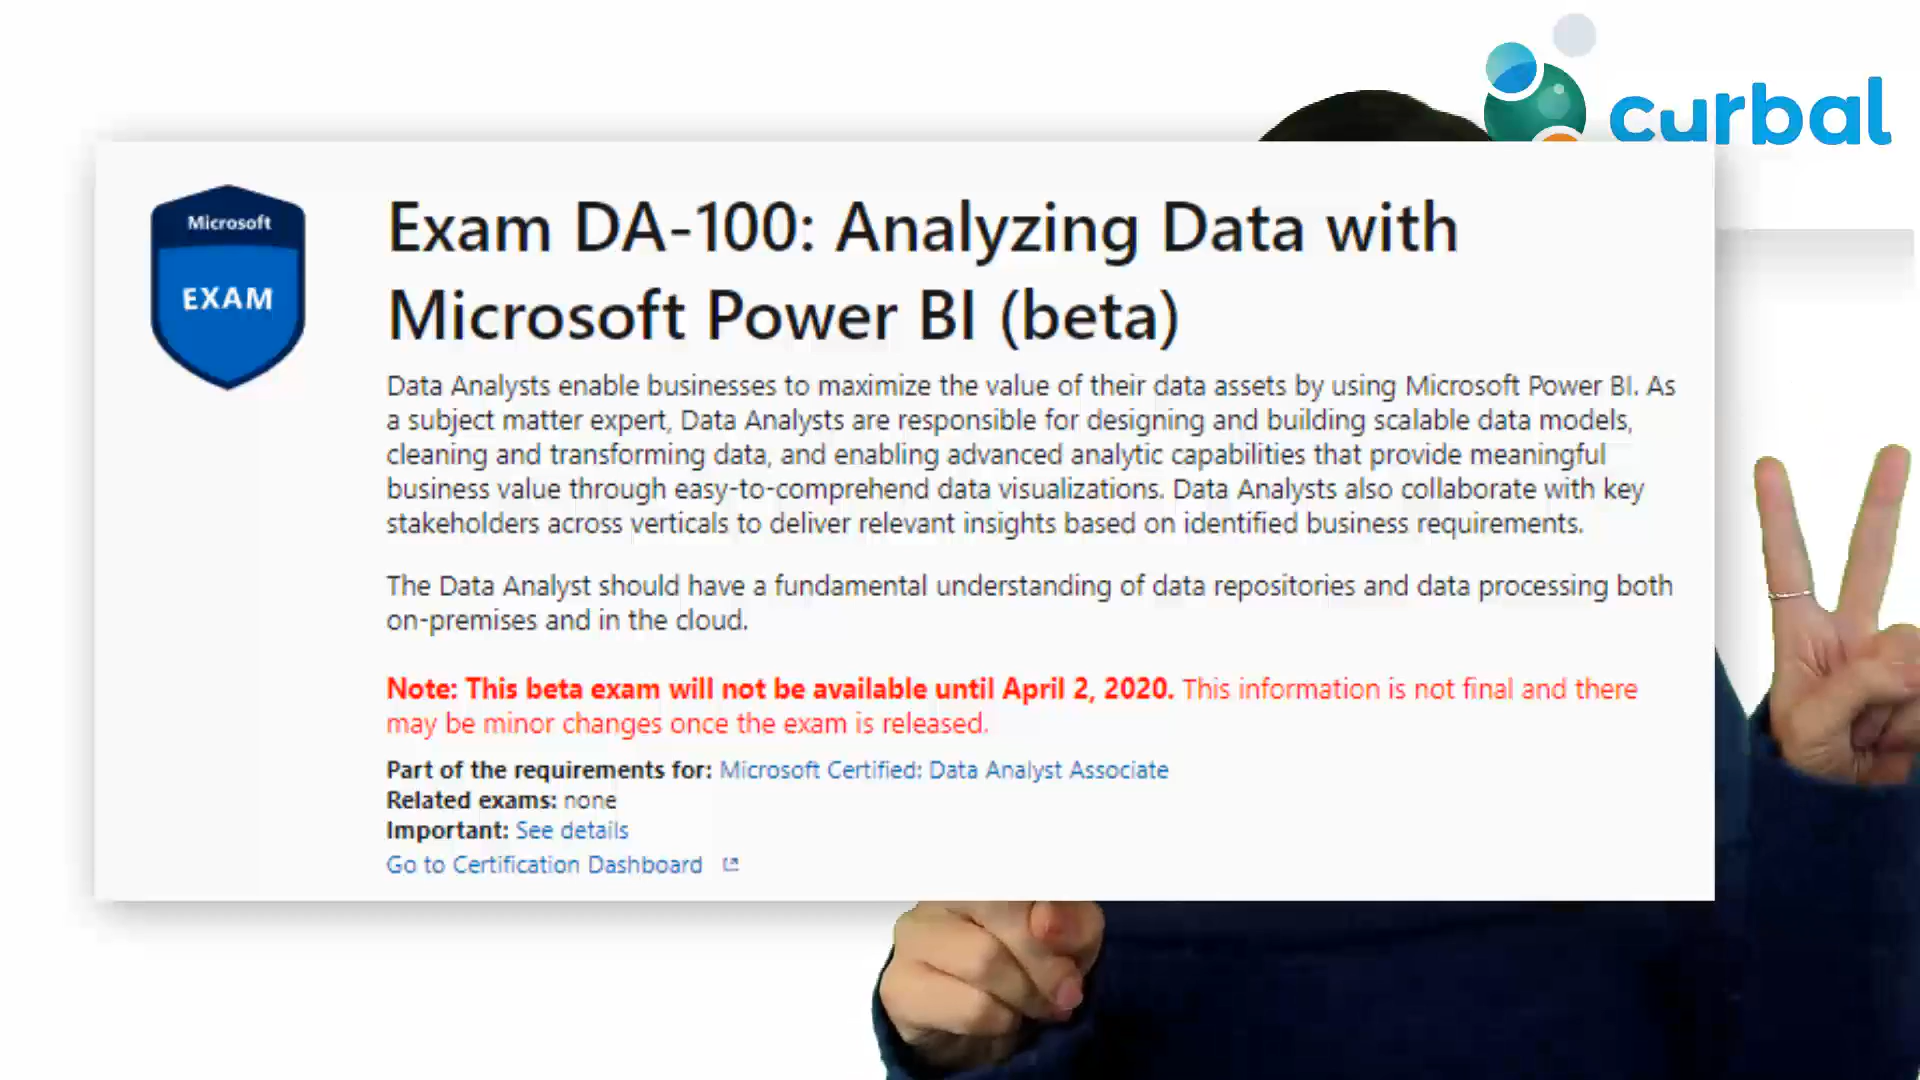 curbal
Microsoft
EXAM
Exam DA-100: Analyzing Data with
Microsoft Power BI (beta)
Data Analysts enable businesses to maximize the value of their data assets by using Microsoft Power BI. As
a subject matter expert, Data Analysts are responsible for designing and building scalable data models,
cleaning and transforming data, and enabling advanced analytic capabilities that provide meaningful
business value through easy-to-comprehend data visualizations. Data Analysts also collaborate with key
stakeholders across verticals to deliver relevant insights based on identified business requirements.
The Data Analyst should have a fundamental understanding of data repositories and data processing both
on-premises and in the cloud.
Note: This beta exam will not be available until April 2, 2020. This information is not final and there
may be minor changes once the exam is released.
Part of the requirements for: Microsoft Certified: Data Analyst Associate
Related exams: none
Important: See details
Go to Certification Dashboard